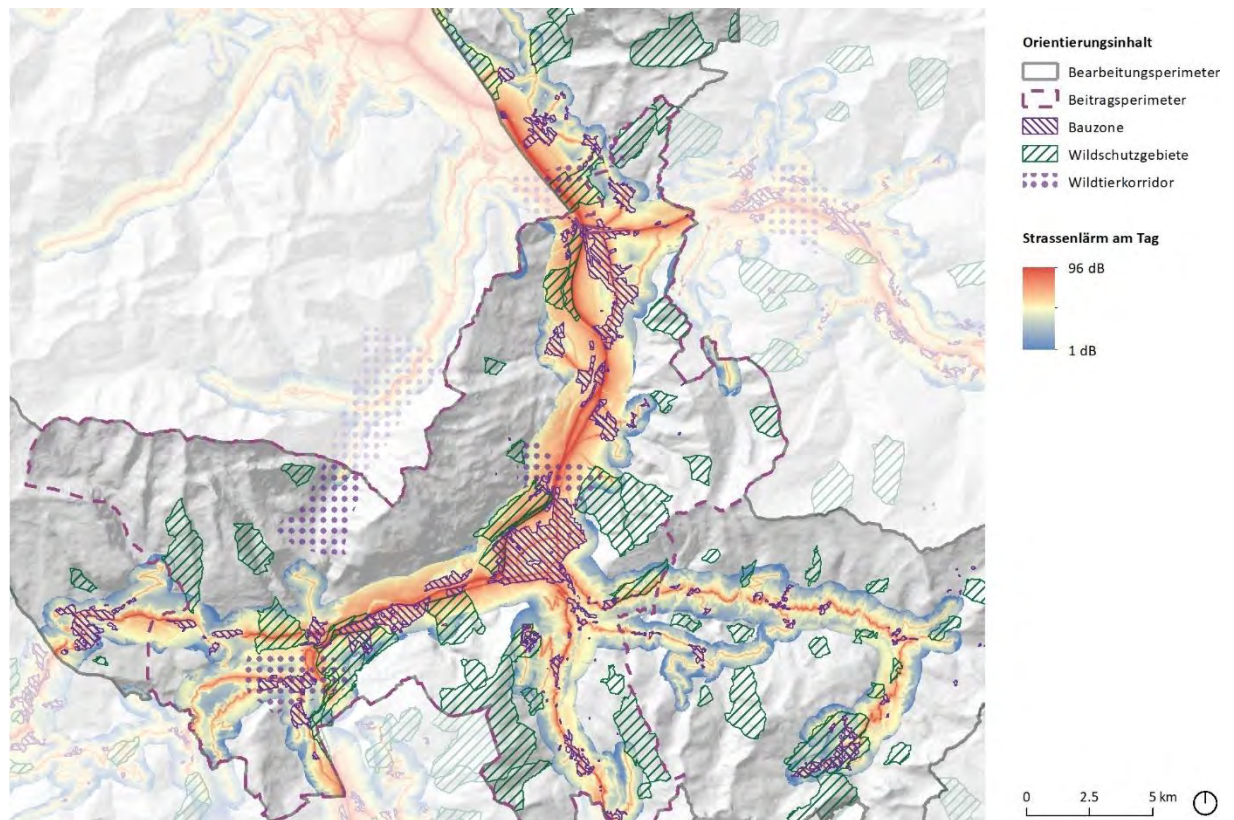 Orientierungsinhalt
Bearbeitungsperimeter
Beitragsperimeter
Bauzone
Wildschutzgebiete
Wildtierkorridor
Strassenlärm am Tag
96 dB
1 dB
0 2.5 5 km